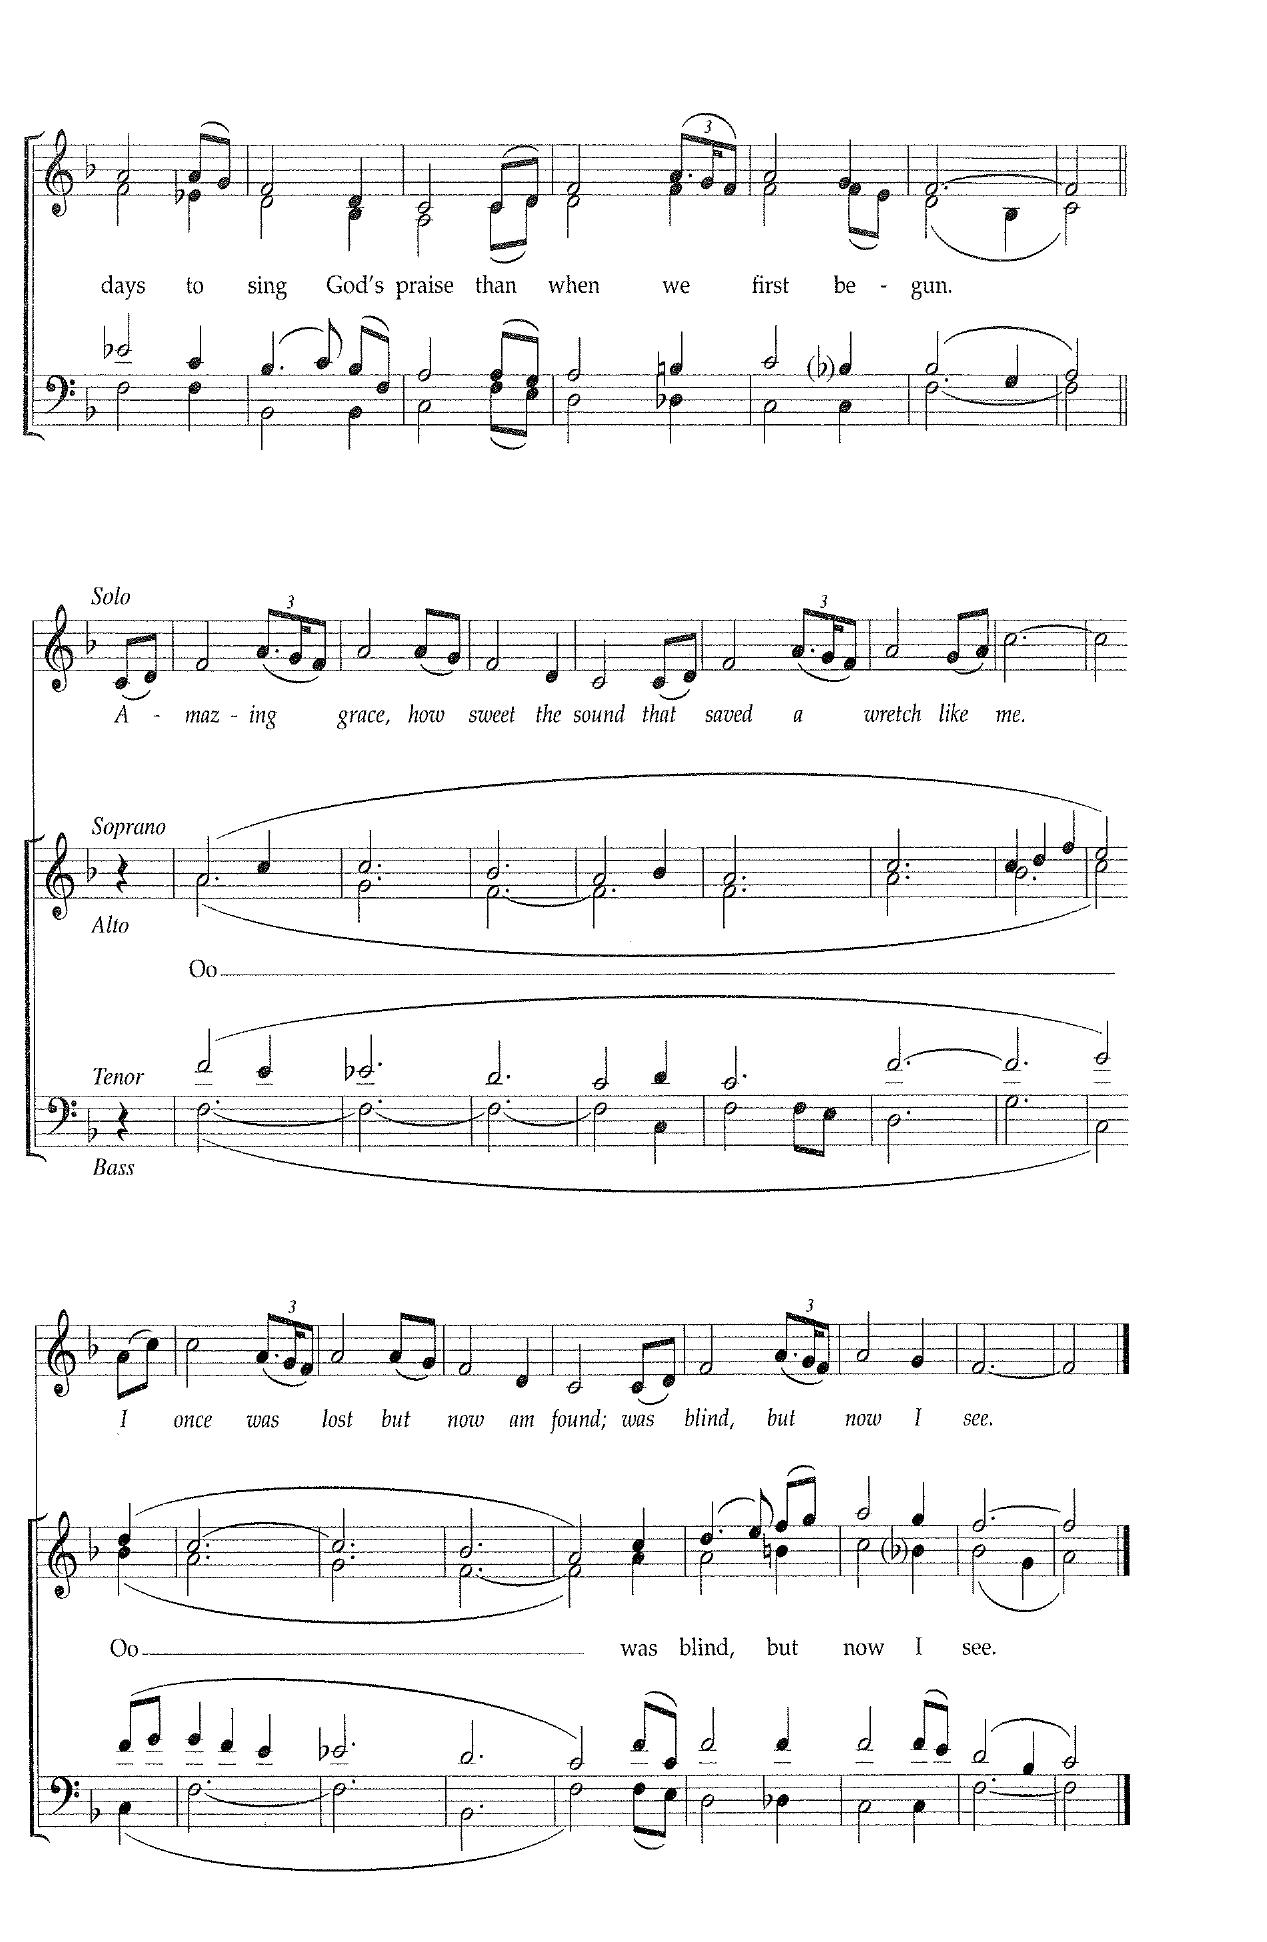 3
days to sing God's praise than when we first be - gun.
Solo
3 3
A - maz - ing grace, how sweet the sound that saved a wretch like me.
Soprano
Alto
Oo
Tenor
Bass
3 3
I once was lost but now am found; was blind, but now I see.
Oo was blind, but now I see.